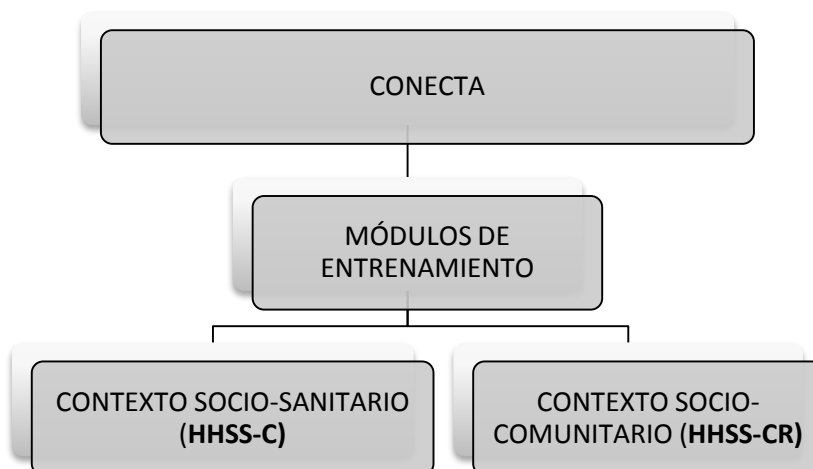 CONECTA
MÓDULOS DE
ENTRENAMIENTO
CONTEXTO SOCIO-SANITARIO
(HHSS-C)
CONTEXTO SOCIO-
COMUNITARIO (HHSS-CR)